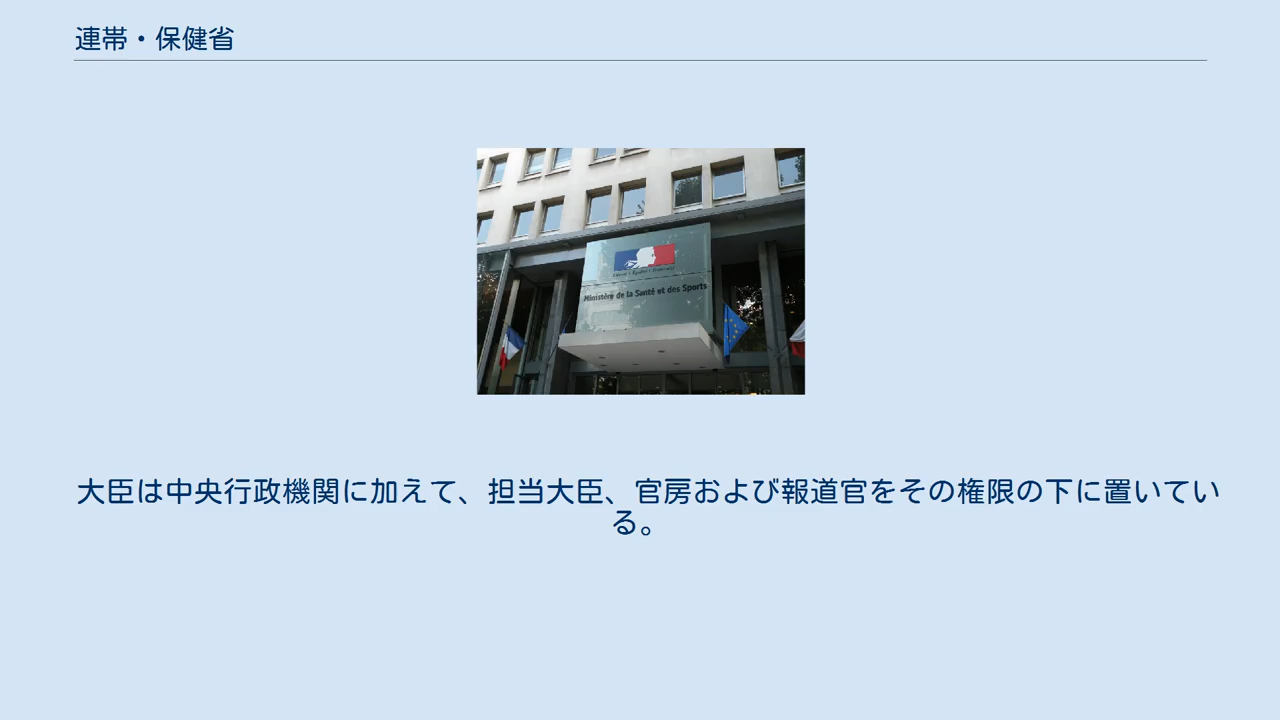 連帯・保健省
Ministère de la Santé et des Sports
大臣は中央行政機関に加えて、担当大臣、官房および報道官をその権限の下に置いてい
る。